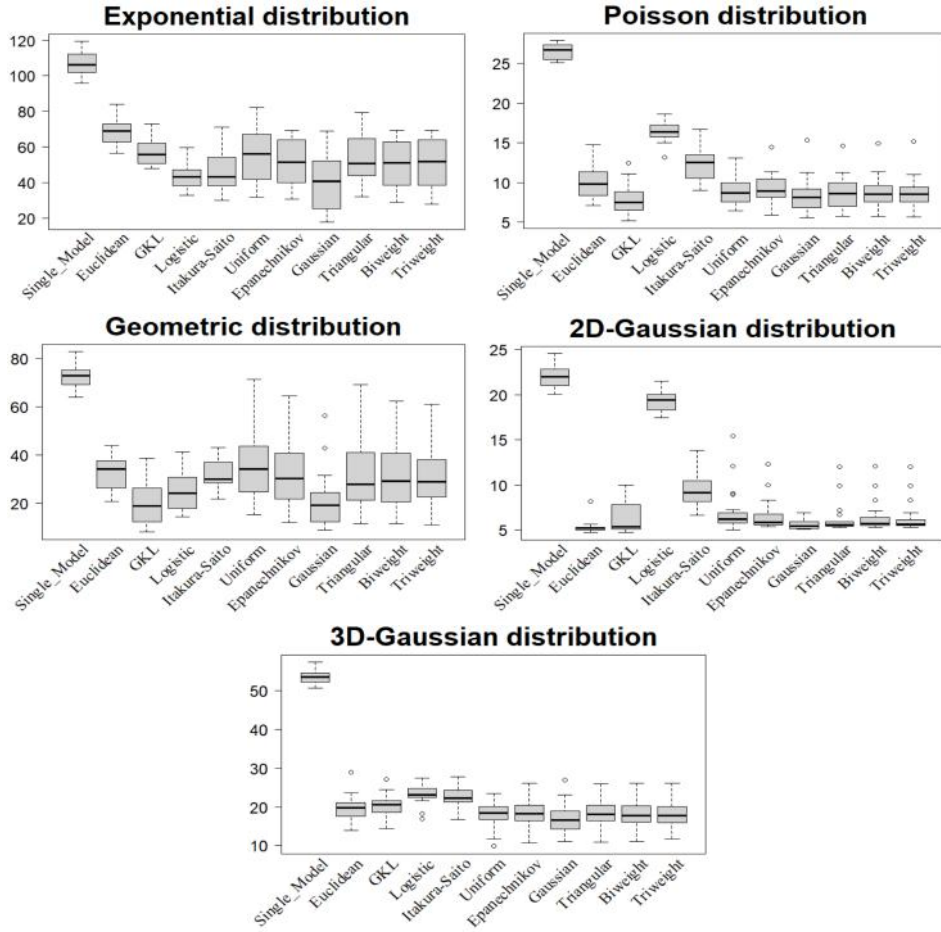 Exponential distribution
120
100
80
60
40
20
Single_Model
Euclidean
GKL
Logistic
Itakura-Saito
Uniform
Epanechnikov
Gaussian
Triangular
Biweight
Triweight
Poisson distribution
25
20
15
10
5
Single_Model
Euclidean
GKL
Logistic
Itakura-Saito
Uniform
Epanechnikov
Gaussian
Triangular
Biweight
Triweight
Geometric distribution
80
60
40
20
Single_Model
Euclidean
GKL
Logistic
Itakura-Saito
Uniform
Epanechnikov
Gaussian
Triangular
Biweight
Triweight
2D-Gaussian distribution
25
20
15
10
5
Single_Model
Euclidean
GKL
Logistic
Itakura-Saito
Uniform
Epanechnikov
Gaussian
Triangular
Biweight
Triweight
3D-Gaussian distribution
50
40
30
20
10
Single_Model
Euclidean
GKL
Logistic
Itakura-Saito
Uniform
Epanechnikov
Gaussian
Triangular
Biweight
Triweight